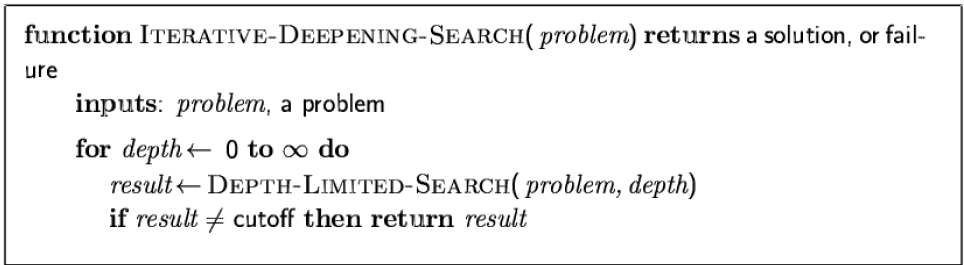 function ITERATIVE-DEEPENING-SEARCH( problem) returns a solution, or fail-
ure
inputs: problem, a problem
for depth ← 0 to ∞ do
result ← DEPTH-LIMITED-SEARCH( problem, depth)
if result ≠ cutoff then return result